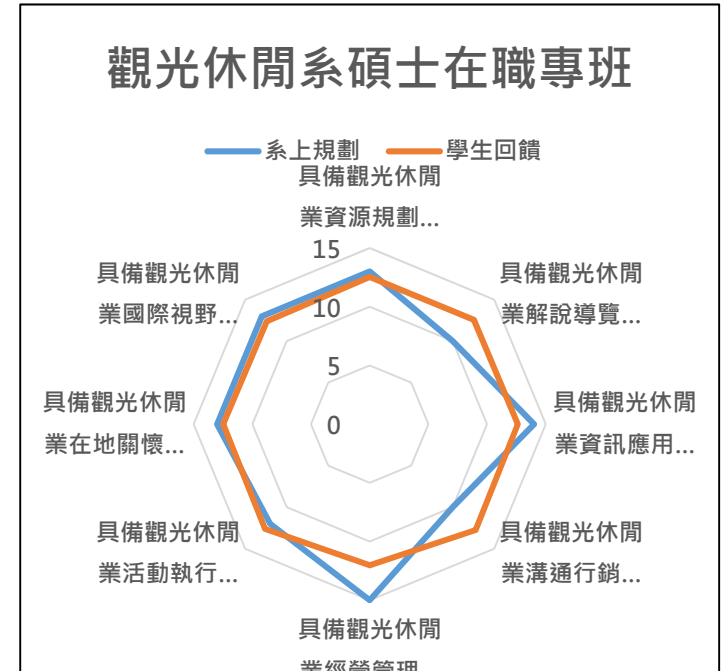 觀光休閒系碩士在職專班
系上規劃 學生回饋
具備觀光休閒
業資源規劃...
具備觀光休閒
業解說導覽...
具備觀光休閒
業資訊應用...
具備觀光休閒
業溝通行銷...
具備觀光休閒
業經營管理
具備觀光休閒
業活動執行...
具備觀光休閒
業在地關懷...
具備觀光休閒
業國際視野...
15
10
5
0